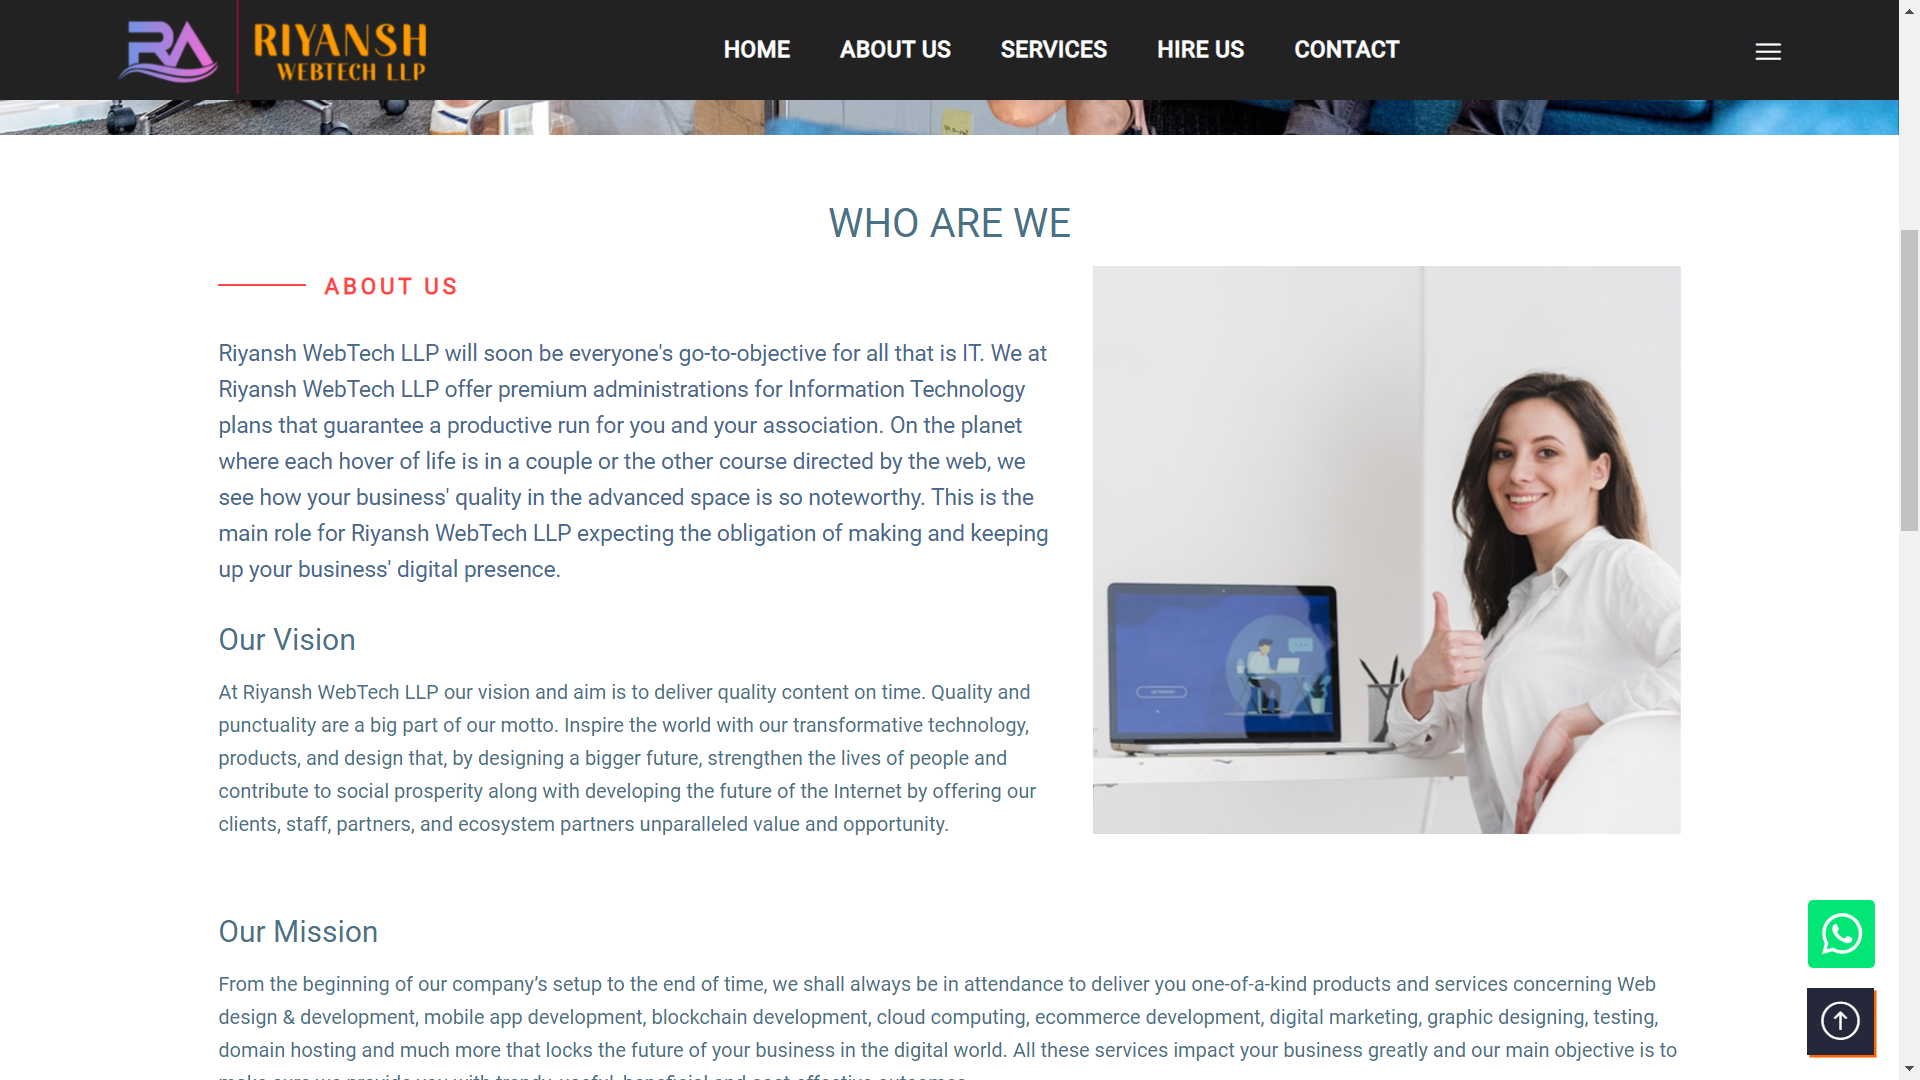 RIYANSH
WEBTECH LLP
HOME
ABOUT US
SERVICES
HIRE US
CONTACT
WHO ARE WE
ABOUT US
Riyansh WebTech LLP will soon be everyone's go-to-objective for all that is IT. We at
Riyansh WebTech LLP offer premium administrations for Information Technology
plans that guarantee a productive run for you and your association. On the planet
where each hover of life is in a couple or the other course directed by the web, we
see how your business' quality in the advanced space is so noteworthy. This is the
main role for Riyansh WebTech LLP expecting the obligation of making and keeping
up your business' digital presence.
Our Vision
At Riyansh WebTech LLP our vision and aim is to deliver quality content on time. Quality and
punctuality are a big part of our motto. Inspire the world with our transformative technology,
products, and design that, by designing a bigger future, strengthen the lives of people and
contribute to social prosperity along with developing the future of the Internet by offering our
clients, staff, partners, and ecosystem partners unparalleled value and opportunity.
Our Mission
From the beginning of our company’s setup to the end of time, we shall always be in attendance to deliver you one-of-a-kind products and services concerning Web
design & development, mobile app development, blockchain development, cloud computing, ecommerce development, digital marketing, graphic designing, testing,
domain hosting and much more that locks the future of your business in the digital world. All these services impact your business greatly and our main objective is to